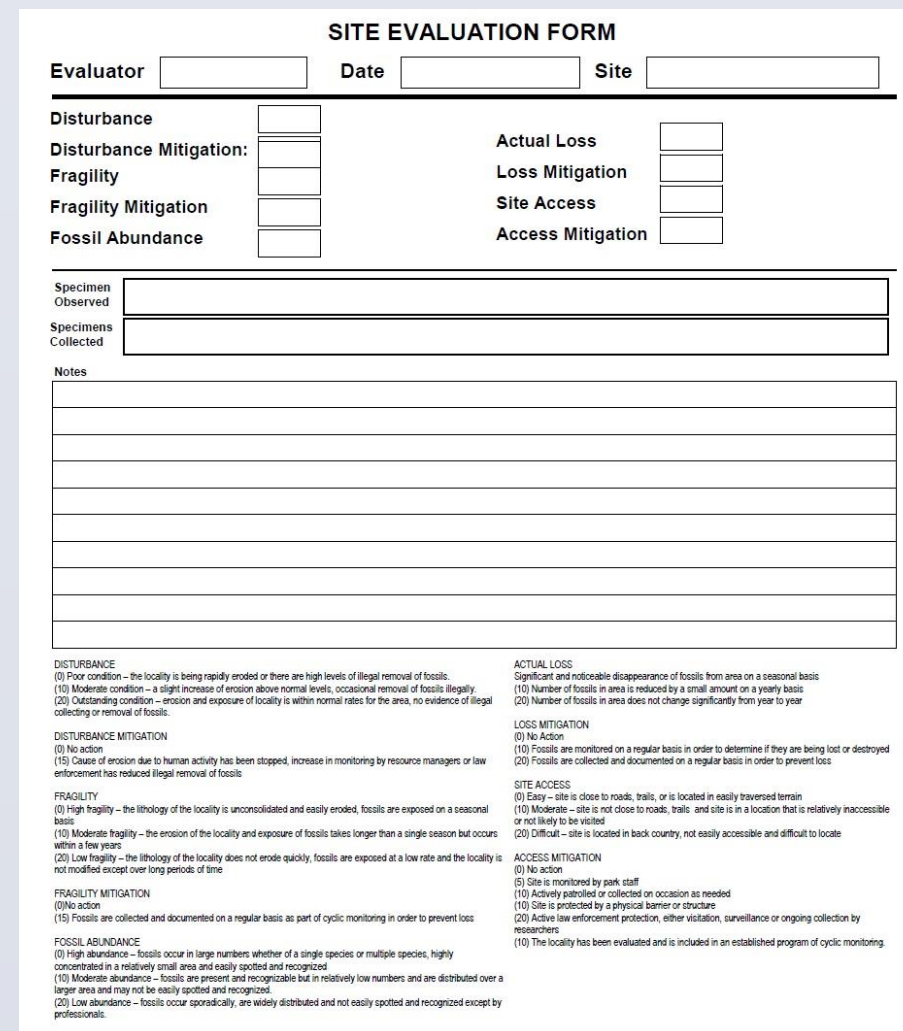 SITE EVALUATION FORM
Evaluator Date Site
Disturbance
Disturbance Mitigation:
Fragility
Fragility Mitigation
Fossil Abundance
Actual Loss
Loss Mitigation
Site Access
Access Mitigation
Specimen
Observed
Specimens
Collected
Notes
DISTURBANCE
(0) Poor condition – the locality is being rapidly eroded or there are high levels of illegal removal of fossils.
(10) Moderate condition – a slight increase of erosion above normal levels, occasional removal of fossils illegally.
(20) Outstanding condition – erosion and exposure of locality is within normal rates for the area, no evidence of illegal
collecting or removal of fossils.
DISTURBANCE MITIGATION
(0) No action
(15) Cause of erosion due to human activity has been stopped, increase in monitoring by resource managers or law
enforcement has reduced illegal removal of fossils
FRAGILITY
(0) High fragility – the lithology of the locality is unconsolidated and easily eroded, fossils are exposed on a seasonal
basis
(10) Moderate fragility – the erosion of the locality and exposure of fossils takes longer than a single season but occurs
within a few years
(20) Low fragility – the lithology of the locality does not erode quickly, fossils are exposed at a low rate and the locality is
not modified except over long periods of time
FRAGILITY MITIGATION
(0)No action
(15) Fossils are collected and documented on a regular basis as part of cyclic monitoring in order to prevent loss
FOSSIL ABUNDANCE
(0) High abundance – fossils occur in large numbers whether of a single species or multiple species, highly
concentrated in a relatively small area and easily spotted and recognized
(10) Moderate abundance – fossils are present and recognizable but in relatively low numbers and are distributed over a
larger area and may not be easily spotted and recognized.
(20) Low abundance – fossils occur sporadically, are widely distributed and not easily spotted and recognized except by
professionals.
ACTUAL LOSS
Significant and noticeable disappearance of fossils from area on a seasonal basis
(10) Number of fossils in area is reduced by a small amount on a yearly basis
(20) Number of fossils in area does not change significantly from year to year
LOSS MITIGATION
(0) No Action
(10) Fossils are monitored on a regular basis in order to determine if they are being lost or destroyed
(20) Fossils are collected and documented on a regular basis in order to prevent loss
SITE ACCESS
(0) Easy – site is close to roads, trails, or is located in easily traversed terrain
(10) Moderate – site is not close to roads, trails and site is in a location that is relatively inaccessible
or not likely to be visited
(20) Difficult – site is located in back country, not easily accessible and difficult to locate
ACCESS MITIGATION
(0) No action
(5) Site is monitored by park staff
(10) Actively patrolled or collected on occasion as needed
(10) Site is protected by a physical barrier or structure
(20) Active law enforcement protection, either visitation, surveillance or ongoing collection by
researchers
(10) The locality has been evaluated and is included in an established program of cyclic monitoring.